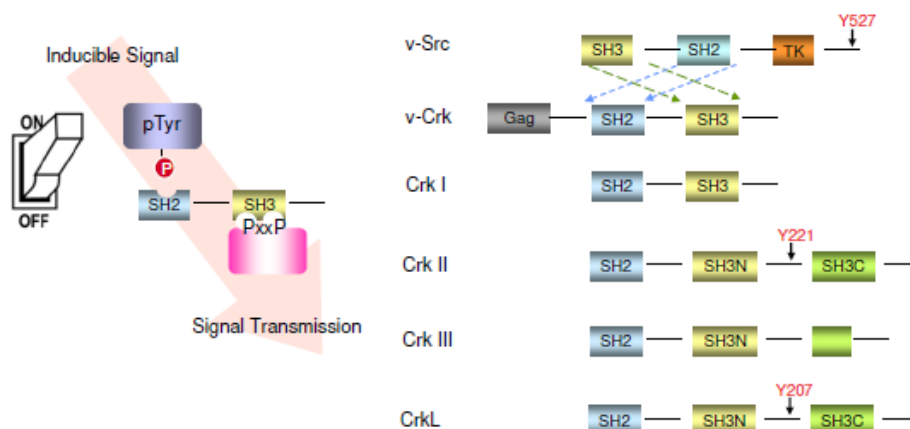 Inducible Signal
ON
OFF
pTyr
P
SH2 SH3
PxxP
Signal Transmission
Y527
v-Src SH3 SH2 TK
v-Crk Gag SH2 SH3
Crk I SH2 SH3
Y221
Crk II SH2 SH3N SH3C
Crk III SH2 SH3N
Y207
CrkL SH2 SH3N SH3C